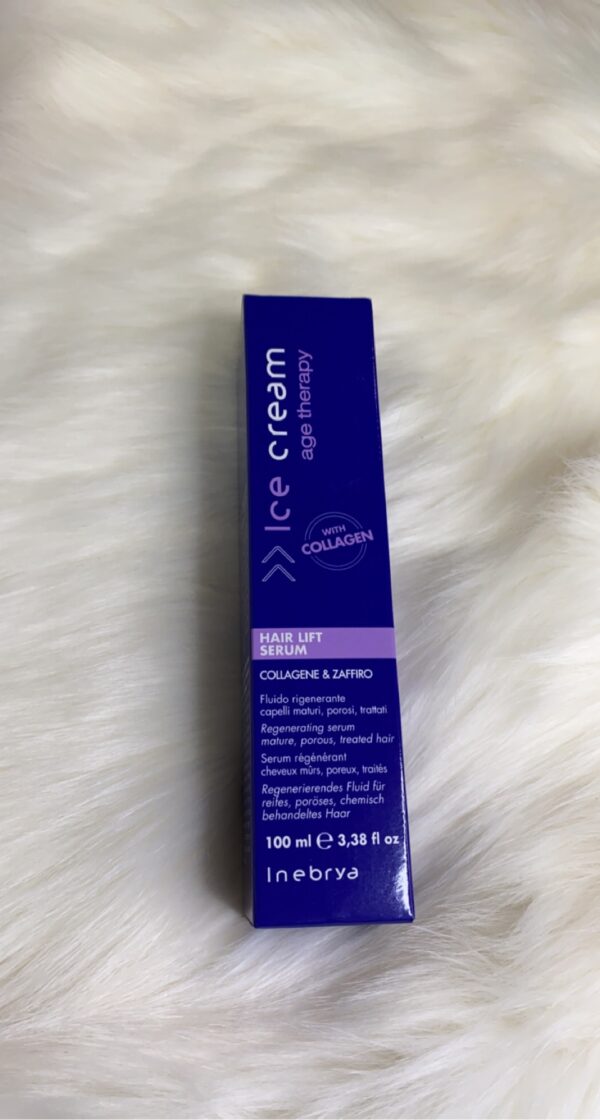 Ice cream
age therapy
WITH
COLLAGEN
HAIR LIFT
SERUM
COLLAGENE & ZAFFIRO
Fluido rigenerante
capelli maturi, porosi, trattati
Regenerating serum
mature, porous, treated hair
Serum régénérant
cheveux mûrs, poreux, traités
Regenerierendes Fluid für
reifes, poröses, chemisch
behandeltes Haar
100 ml ℮ 3,38 fl oz
Inebrya